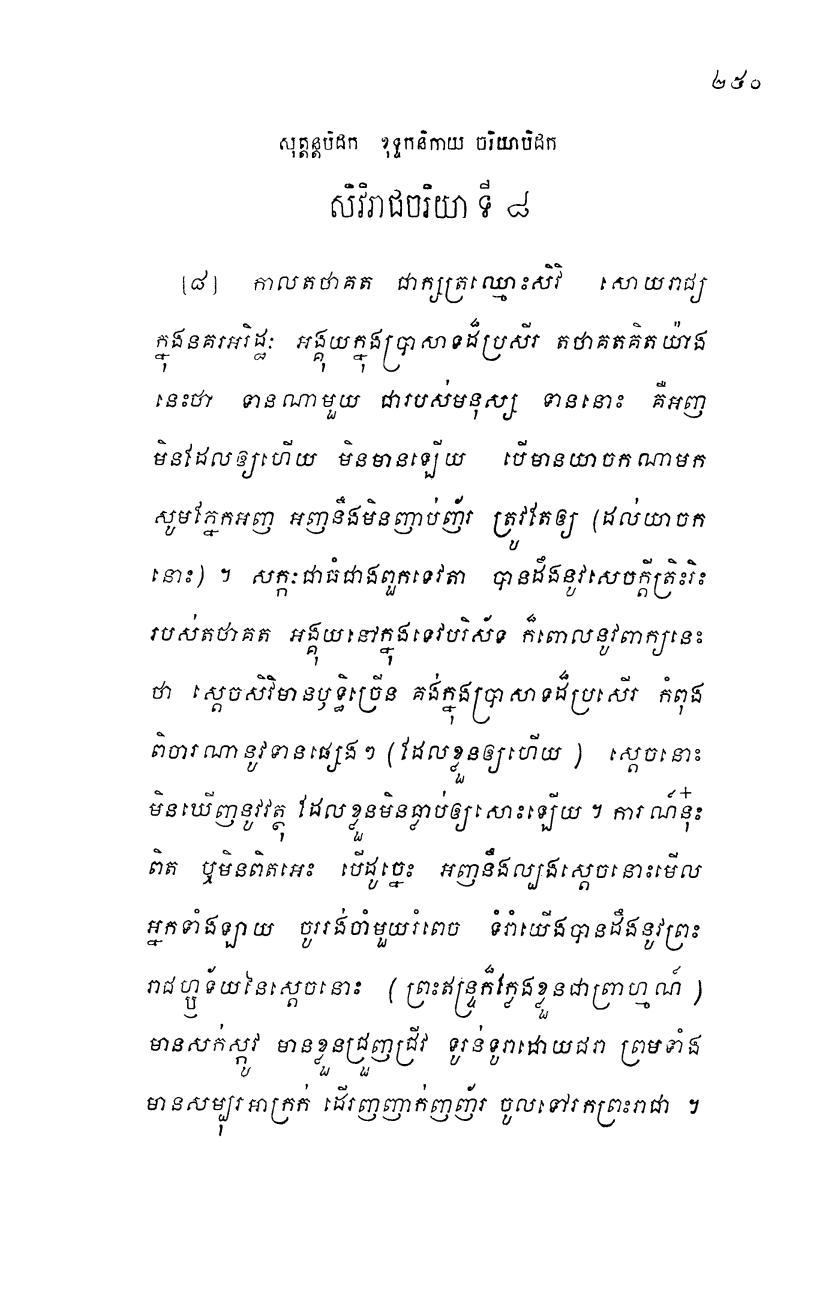 ២៥០
សុត្តន្តបិដក ខុទ្ទកនិកាយ ចរិយាបិដក
សិវិរាជចរិយា ទី ៨
[៨] កាលតថាគត ជាក្សត្រឈ្មោះសិវិ សោយរាជ្យ
ក្នុងនគរអរិដ្ឋៈ អង្គុយក្នុងប្រាសាទដ៏ប្រសើរ តថាគតគិតយ៉ាង
នេះថា ទានណាមួយ ជារបស់មនុស្ស ទាននោះ គឺអញ
មិនដែលឲ្យហើយ មិនមានឡើយ បើមានយាចកណាមក
សូមភ្នែកអញ អញនឹងមិនញាប់ញ័រ ត្រូវតែឲ្យ (ដល់យាចក
នោះ) ។ សក្កៈជាធំជាងពួកទេវតា បានដឹងនូវសេចក្តីត្រិះរិះ
របស់តថាគត អង្គុយនៅក្នុងទេវបរិស័ទ ក៏ពោលនូវពាក្យនេះ
ថា ស្តេចសិវិមានឫទ្ធិច្រើន គង់ក្នុងប្រាសាទដ៏ប្រសើរ កំពុង
ពិចារណានូវទានផ្សេងៗ (ដែលខ្លួនឲ្យហើយ ) ស្តេចនោះ
មិនឃើញនូវវត្ថុ ដែលខ្លួនមិនធ្លាប់ឲ្យសោះឡើយ ។ ការណ៍នុ៎ះ
ពិត ឬមិនពិតអេះ បើដូច្នេះ អញនឹងល្បងស្តេចនោះមើល
អ្នកទាំងឡាយ ចូររង់ចាំមួយរំពេច ទំរាំយើងបានដឹងនូវព្រះ
រាជហ្ឫទ័យនៃស្តេចនោះ (ព្រះឥន្ទ្រក៏ក្លែងខ្លួនជាព្រាហ្មណ៍ )
មានសក់ស្កូវ មានខ្លួនជ្រួញជ្រីវ ទូរន់ទូរាដោយជរា ព្រមទាំង
មានសម្បុរអាក្រក់ ដើរញញាក់ញញ័រ ចូលទៅរកព្រះរាជា ។